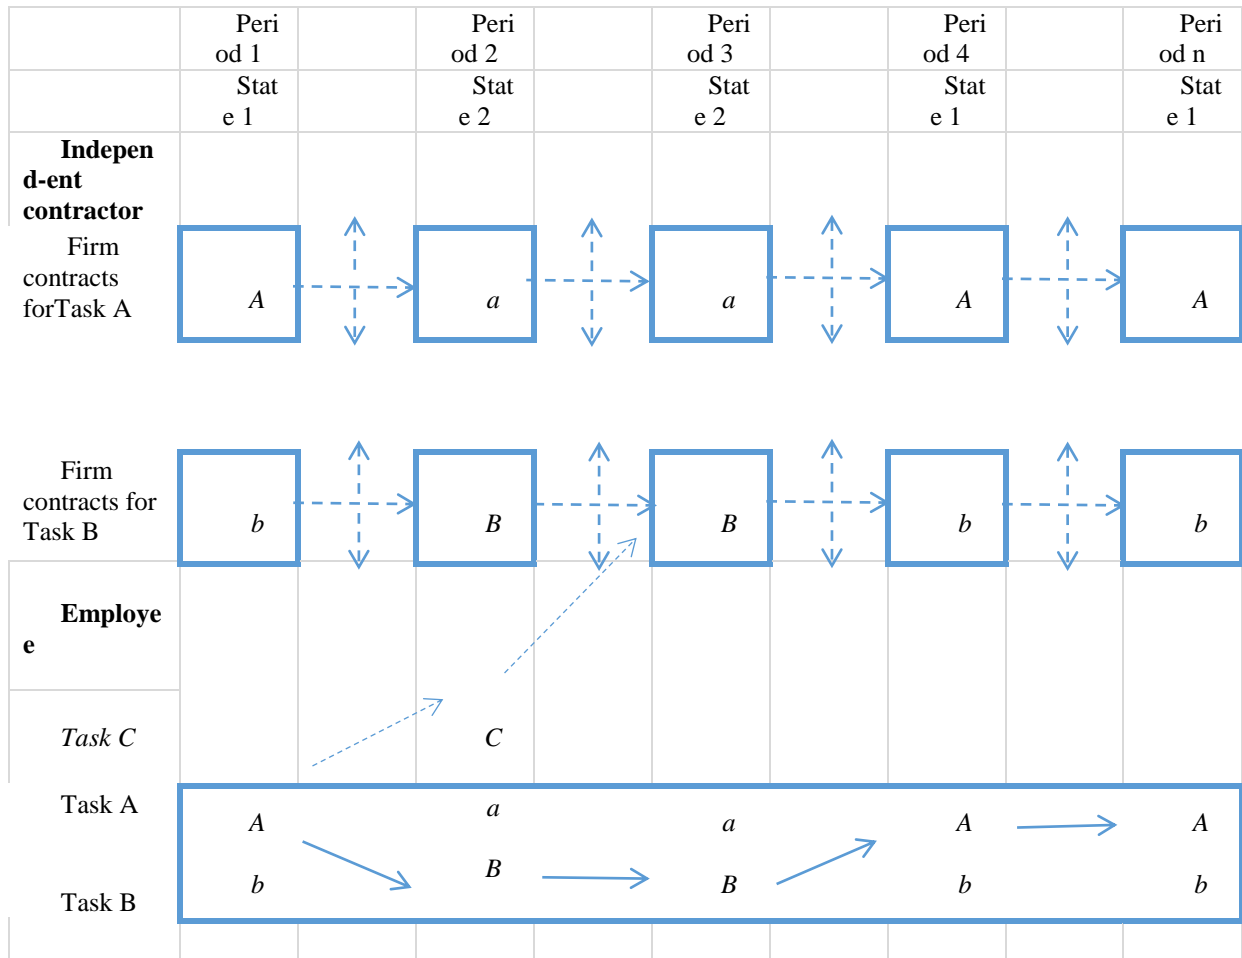 Peri Peri Peri Peri Peri
od 1 od 2 od 3 od 4 od n
Stat Stat Stat Stat Stat
e 1 e 2 e 2 e 1 e 1
Indepen
d-ent
contractor
Firm
contracts
forTask A
A a a A A
Firm
contracts for
Task B
b B B b b
Employe
e
Task C C
Task A
A a a A A
b B B b b
Task B